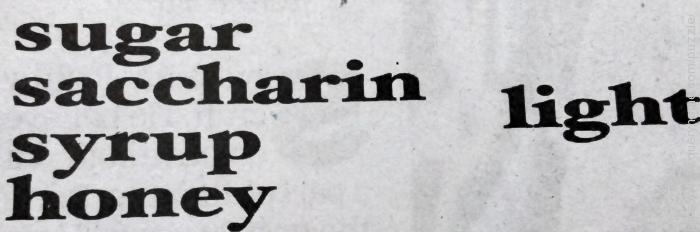 sugar
saccharin
syrup
honey
light